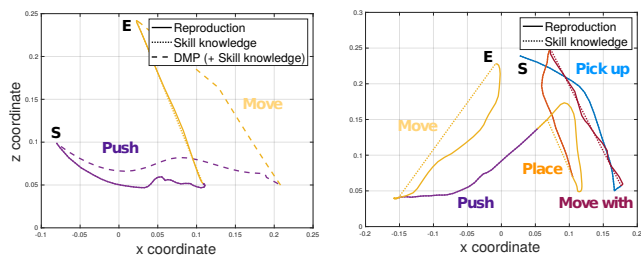 0.25
0.2
0.15
0.1
0.05
0
-0.1
-0.05
0
0.05
0.1
0.15
0.2
0.25
z coordinate
x coordinate
Reproduction
Skill knowledge
DMP (+ Skill knowledge)
E
S
Move
Push
0.3
0.25
0.2
0.15
0.1
0.05
0
-0.2
-0.15
-0.1
-0.05
0
0.05
0.1
0.15
0.2
x coordinate
Reproduction
Skill knowledge
E
S
Pick up
Move
Place
Push
Move with